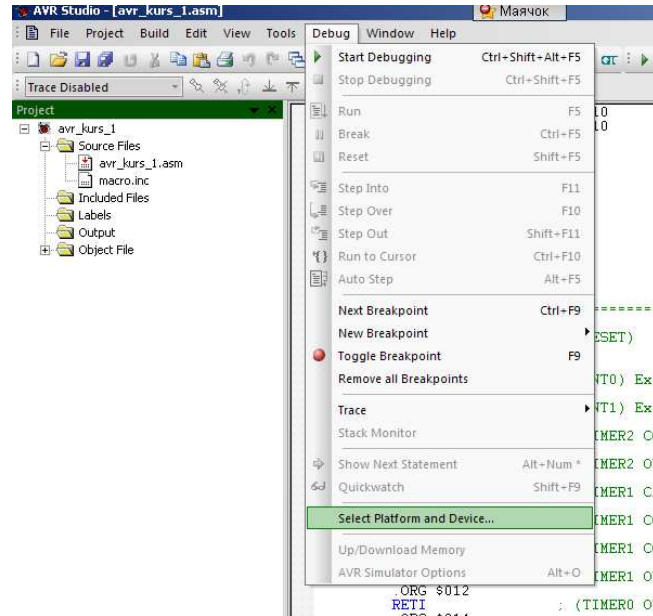 AVR Studio - [avr_kurs_1.asm]
Маячок
File Project Build Edit View Tools Debug Window Help
Trace Disabled
Project
avr_kurs_1
Source Files
avr_kurs_1.asm
macro.inc
Included Files
Labels
Output
Object File
Start Debugging Ctrl+Shift+Alt+F5
Stop Debugging Ctrl+Shift+F5
Run F5
Break Ctrl+F5
Reset Shift+F5
Step Into F11
Step Over F10
Step Out Shift+F11
Run to Cursor Ctrl+F10
Auto Step Alt+F5
Next Breakpoint Ctrl+F9
New Breakpoint
Toggle Breakpoint F9
Remove all Breakpoints
Trace
Stack Monitor
Show Next Statement Alt+Num *
Quickwatch Shift+F9
Select Platform and Device...
Up/Download Memory
AVR Simulator Options Alt+O
.ORG $012
RETI ; (TIMER0 O